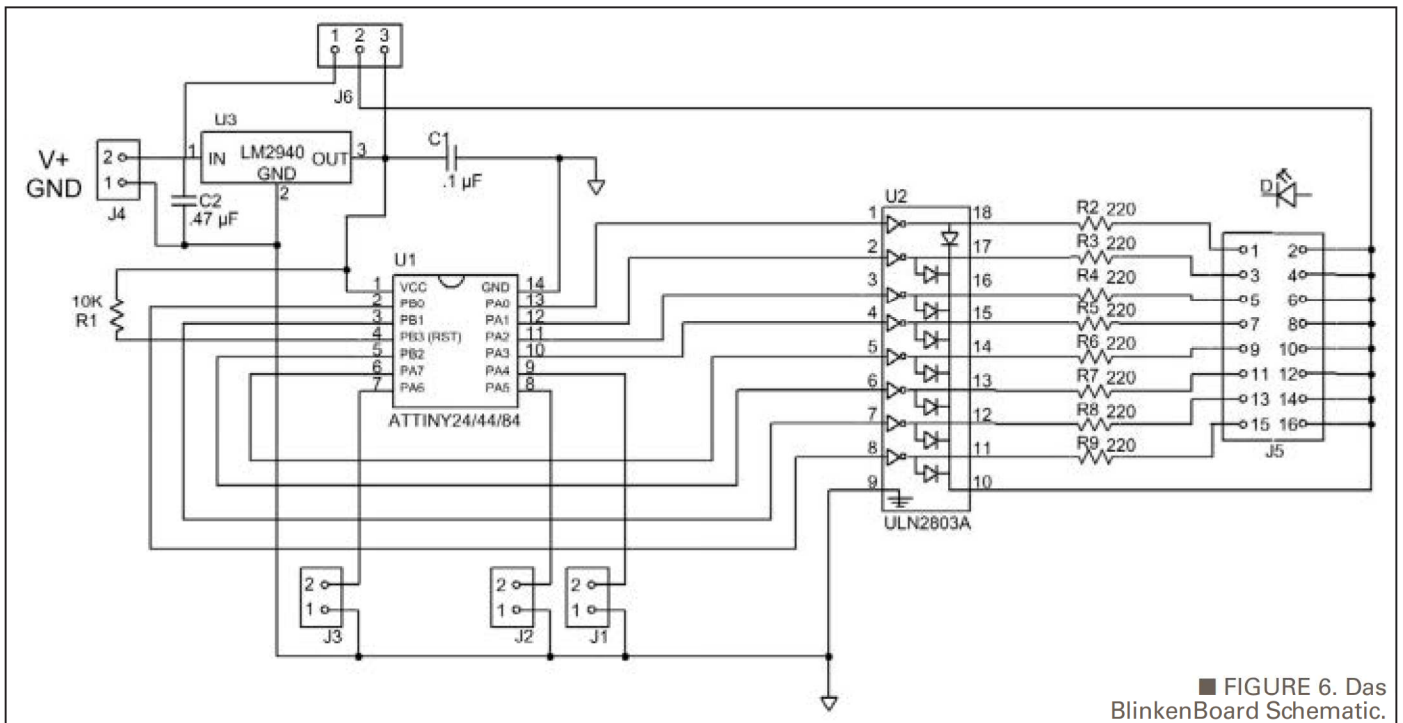 1 2 3
J6
U3
V+
GND
2
1
J4
1 IN LM2940 OUT 3
GND
2
C1
.1 µF
C2
.47 µF
10K
R1
U1
1 VCC GND 14
2 PB0 PA0 13
3 PB1 PA1 12
4 PB3 (RST) PA2 11
5 PB2 PA3 10
6 PA7 PA4 9
7 PA6 PA5 8
ATTINY24/44/84
U2
1 18
2 17
3 16
4 15
5 14
6 13
7 12
8 11
9 10
ULN2803A
R2 220
R3 220
R4 220
R5 220
R6 220
R7 220
R8 220
R9 220
D
1 2
3 4
5 6
7 8
9 10
11 12
13 14
15 16
J5
2
1
J3
2
1
J2
2
1
J1
■ FIGURE 6. Das
BlinkenBoard Schematic.